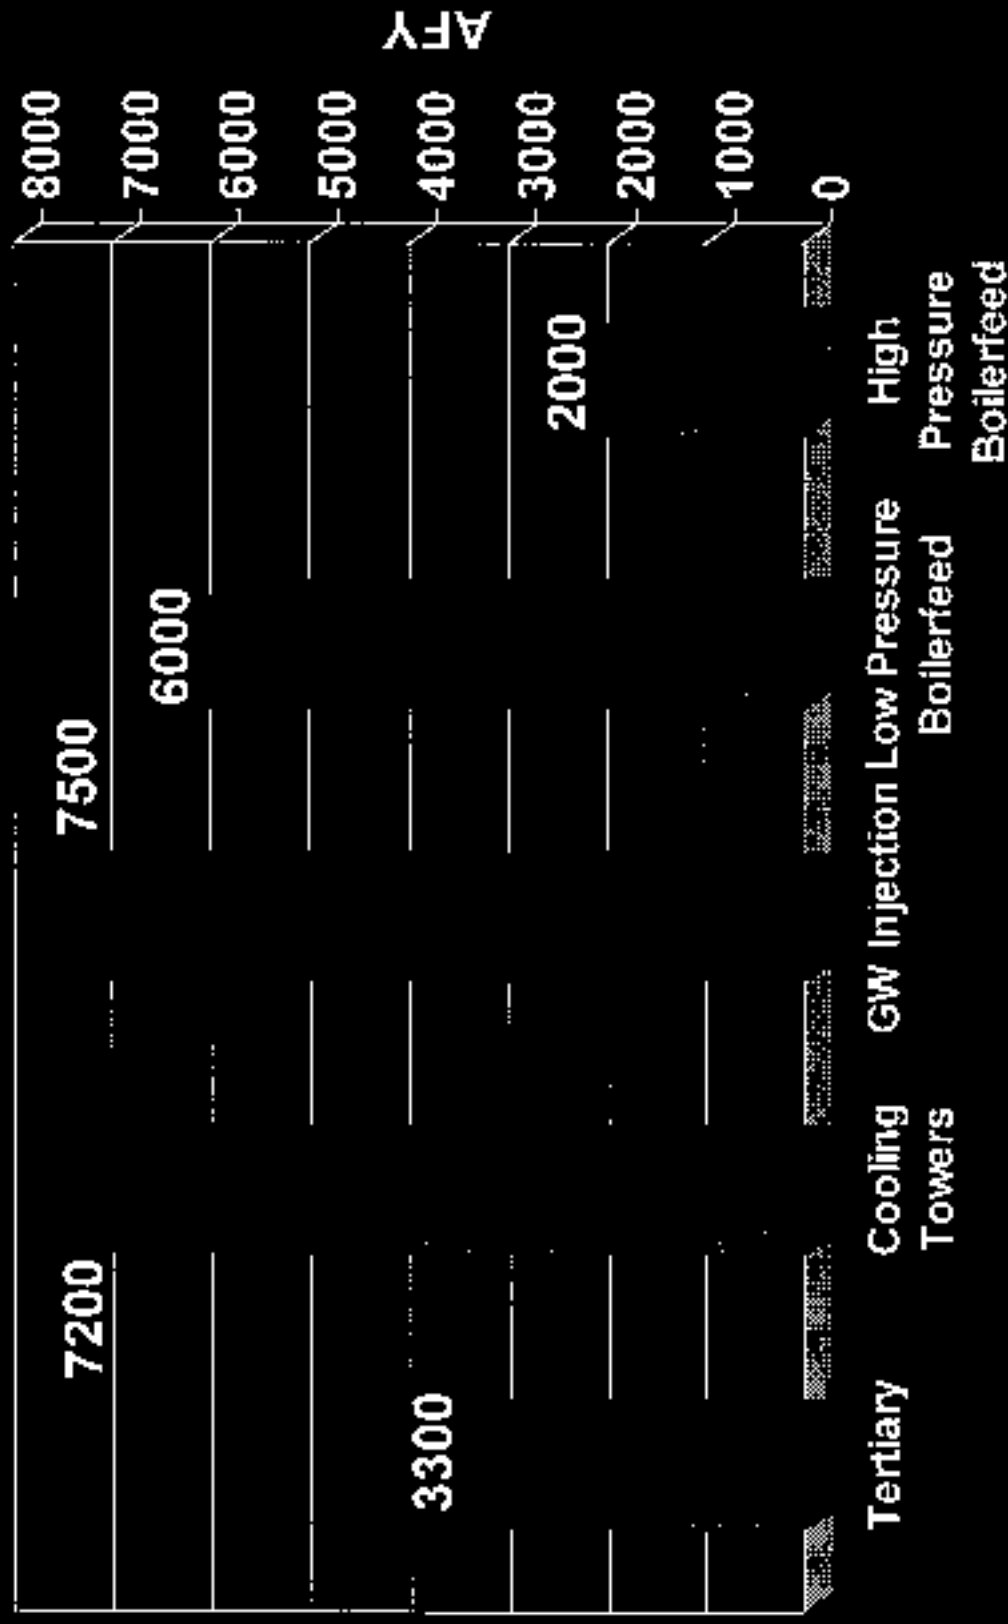 AFY
8000
7000
6000
5000
4000
3000
2000
1000
0
3300
7200
7500
6000
2000
Tertiary
Cooling
Towers
GW Injection
Low Pressure
Boilerfeed
High
Pressure
Boilerfeed